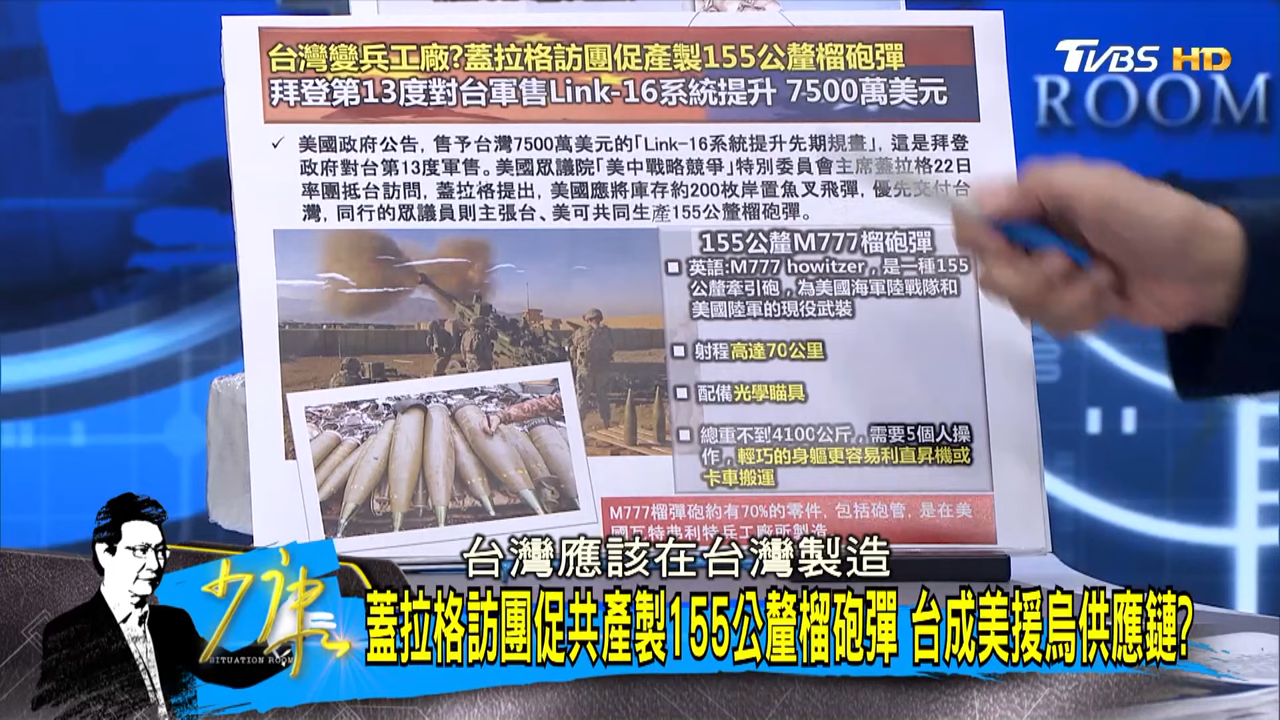 台灣變兵工廠?蓋拉格訪團促產製155公釐榴砲彈
拜登第13度對台軍售Link-16系統提升 7500萬美元
TVBS HD
ROOM
✓ 美國政府公告, 售予台灣7500萬美元的「Link-16系統提升先期規畫」, 這是拜登
政府對台第13度軍售。美國眾議院「美中戰略競爭」特別委員會主席蓋拉格22日
率團抵台訪問, 蓋拉格提出, 美國應將庫存約200枚岸置魚叉飛彈, 優先交付台
灣, 同行的眾議員則主張台、美可共同生產155公釐榴砲彈。
155公釐M777榴砲彈
英語:M777 howitzer，是一種155
公釐牽引砲，為美國海軍陸戰隊和
美國陸軍的現役武裝
射程高達70公里
配備光學瞄具
總重不到4100公斤，需要5個人操
作，輕巧的身軀更容易利直昇機或
卡車搬運
M777榴彈砲約有70%的零件, 包括砲管, 是在美
國瓦特弗利特兵工廠所製造
台灣應該在台灣製造
少康
SITUATION ROOM
蓋拉格訪團促共產製155公釐榴砲彈 台成美援烏供應鏈?